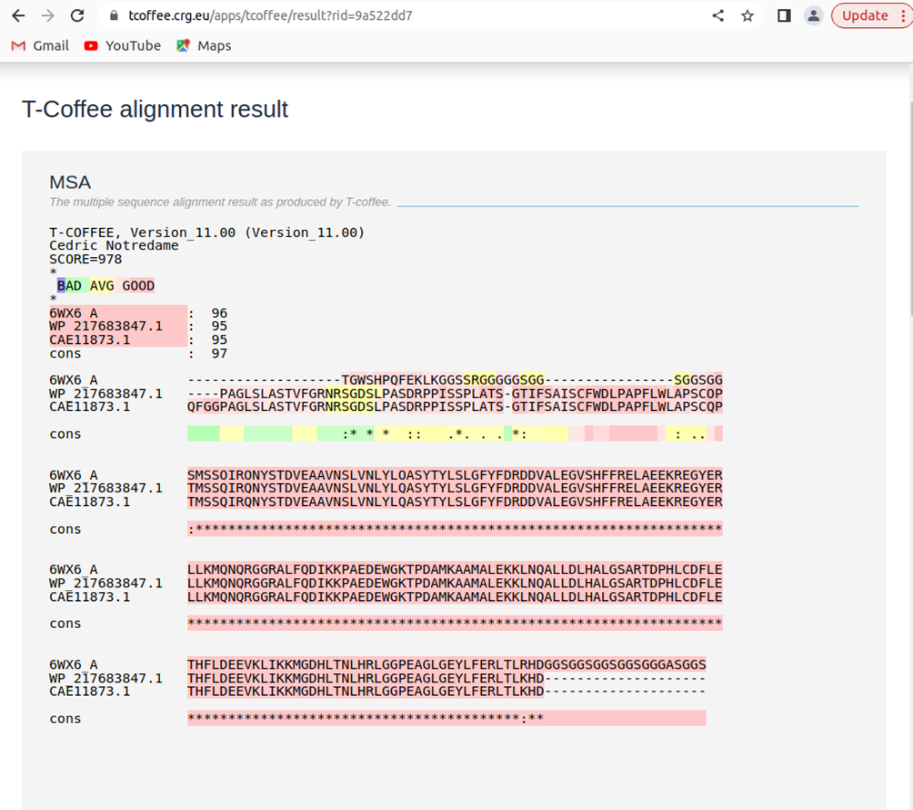 tcoffee.crg.eu/apps/tcoffee/result?rid=9a522dd7
Update
Gmail YouTube Maps
T-Coffee alignment result
MSA
The multiple sequence alignment result as produced by T-coffee.
T-COFFEE, Version_11.00 (Version_11.00)
Cedric Notredame
SCORE=978
*
BAD AVG GOOD
*
6WX6_A : 96
WP_217683847.1 : 95
CAE11873.1 : 95
cons : 97
6WX6_A -------------------TGWSHPQFEKLKGGSSRGGGGGSGG----------------SGGSGG
WP_217683847.1 ----PAGLSLASTVFGRNRSGDSLPASDRPPISSPLATS-GTIFSAISCFWDLPAPFLWLAPSCQP
CAE11873.1 QFGGPAGLSLASTVFGRNRSGDSLPASDRPPISSPLATS-GTIFSAISCFWDLPAPFLWLAPSCQP
cons :* * * :: .*. . . *: : ..
6WX6_A SMSSQIRQNYSTDVEAAVNSLVNLYLQASYTYLSLGFYFDRDDVALEGVSHFFRELAEEKREGYER
WP_217683847.1 TMSSQIRQNYSTDVEAAVNSLVNLYLQASYTYLSLGFYFDRDDVALEGVSHFFRELAEEKREGYER
CAE11873.1 TMSSQIRQNYSTDVEAAVNSLVNLYLQASYTYLSLGFYFDRDDVALEGVSHFFRELAEEKREGYER
cons :*****************************************************************
6WX6_A LLKMQNQRGGRALFQDIKKPAEDEWGKTPDAMKAAMALEKKLNQALLDLHALGSARTDPHLCDFLE
WP_217683847.1 LLKMQNQRGGRALFQDIKKPAEDEWGKTPDAMKAAMALEKKLNQALLDLHALGSARTDPHLCDFLE
CAE11873.1 LLKMQNQRGGRALFQDIKKPAEDEWGKTPDAMKAAMALEKKLNQALLDLHALGSARTDPHLCDFLE
cons ******************************************************************
6WX6_A THFLDEEVKLIKKMGDHLTNLHRLGGPEAGLGEYLFERLTLRHDGGSGGSGGSGGSGGGASGGS
WP_217683847.1 THFLDEEVKLIKKMGDHLTNLHRLGGPEAGLGEYLFERLTLKHD--------------------
CAE11873.1 THFLDEEVKLIKKMGDHLTNLHRLGGPEAGLGEYLFERLTLKHD--------------------
cons *****************************************:**